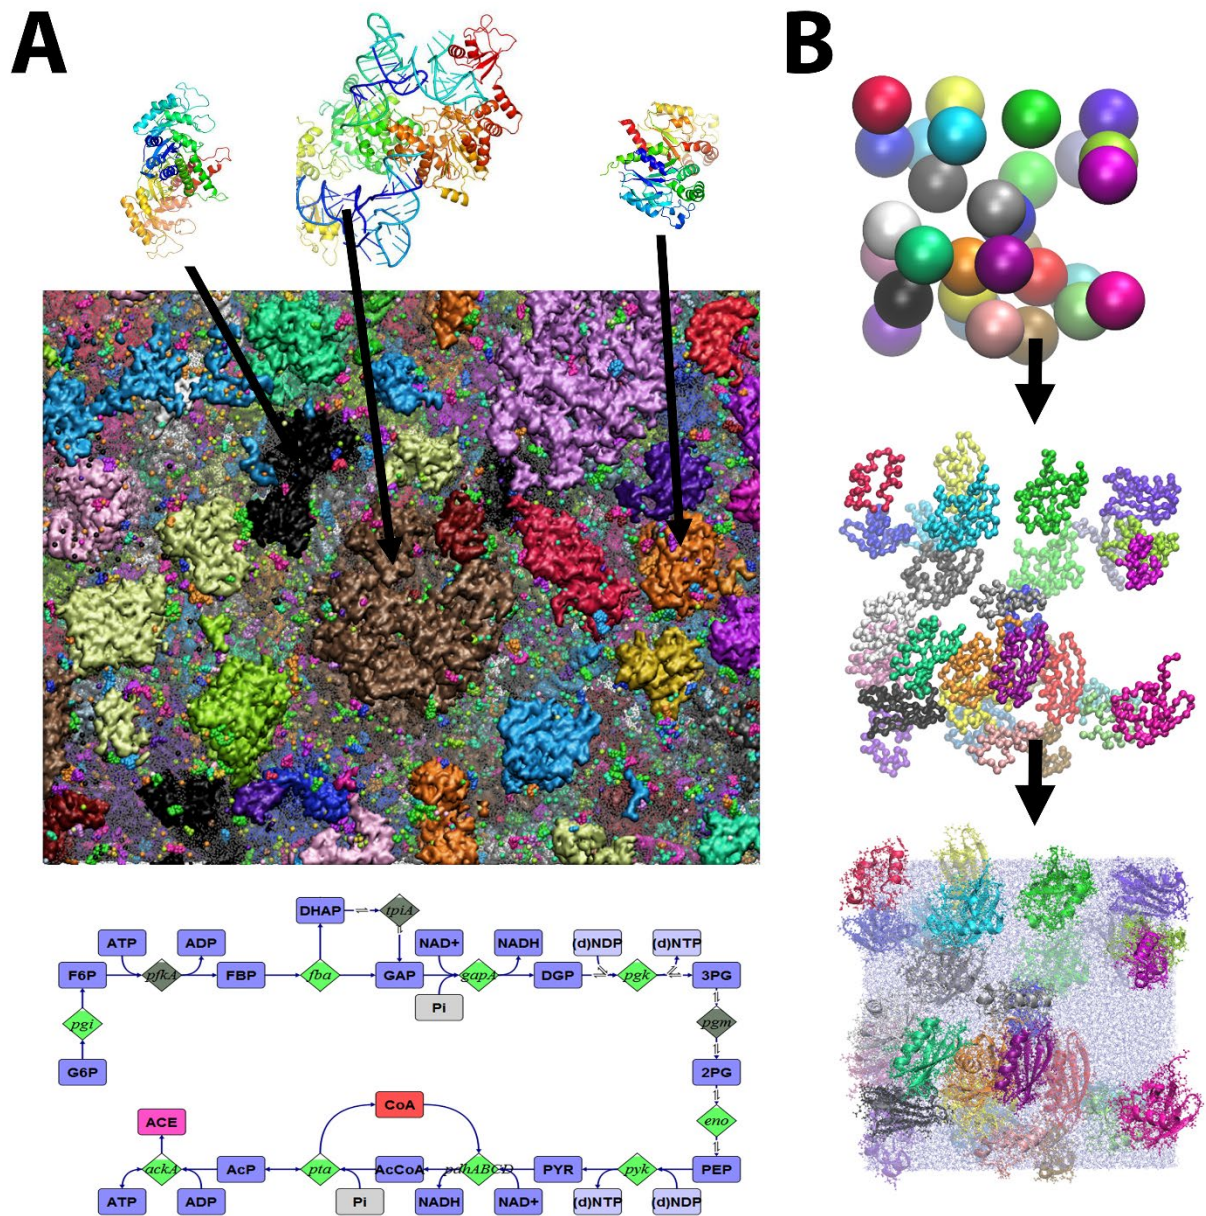 A
B
DHAP
tpiA
ATP
ADP
NAD+
NADH
(d)NDP
(d)NTP
F6P
pfkA
FBP
fba
GAP
gapA
DGP
pgk
3PG
Pi
pgi
pgm
G6P
2PG
CoA
ACE
eno
ackA
AcP
pta
AcCoA
pdhABCD
PYR
pyk
PEP
ATP
ADP
Pi
NADH
NAD+
(d)NTP
(d)NDP